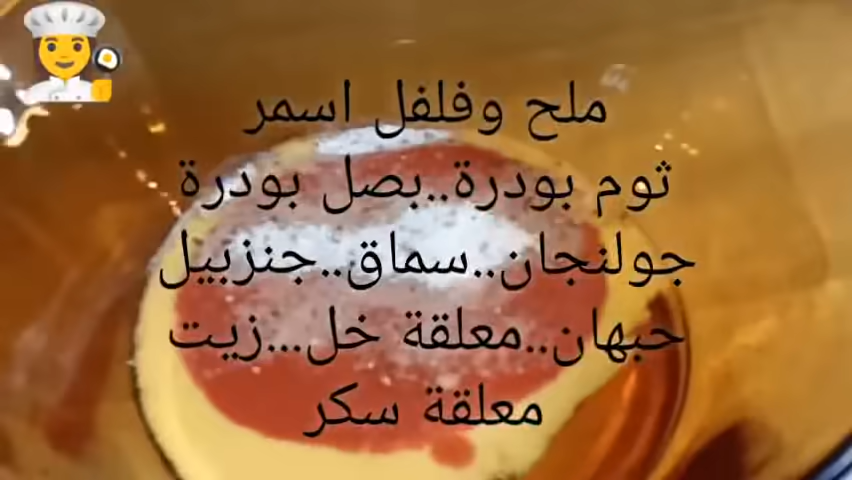 ملح وفلفل اسمر
ثوم بودرة..بصل بودرة
جولنجان..سماق..جنزبيل
حبهان..معلقة خل...زيت
معلقة سكر